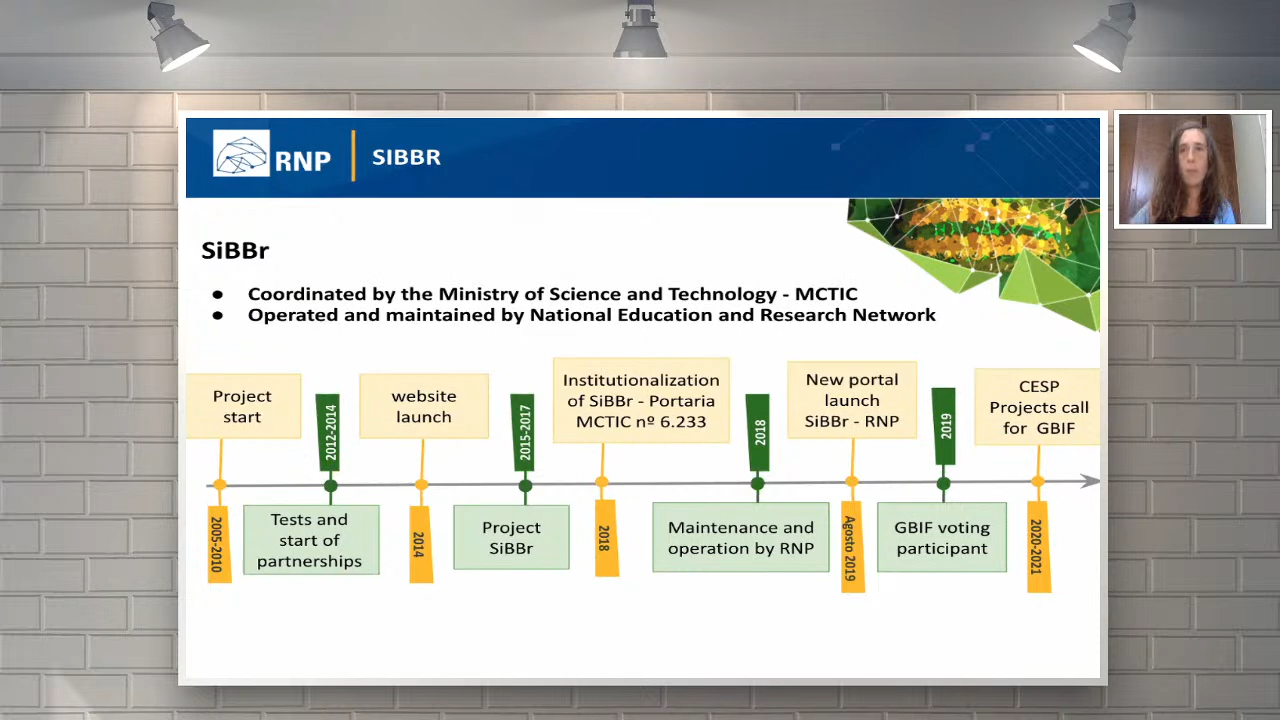 RNP
SIBBR
SiBBr
● Coordinated by the Ministry of Science and Technology - MCTIC
● Operated and maintained by National Education and Research Network
Project
start
2005-2010
2012-2014
Tests and
start of
partnerships
website
launch
2014
2015-2017
Project
SiBBr
Institutionalization
of SiBBr - Portaria
MCTIC nº 6.233
2018
2018
Maintenance and
operation by RNP
New portal
launch
SiBBr - RNP
Agosto 2019
2019
GBIF voting
participant
CESP
Projects call
for GBIF
2020-2021